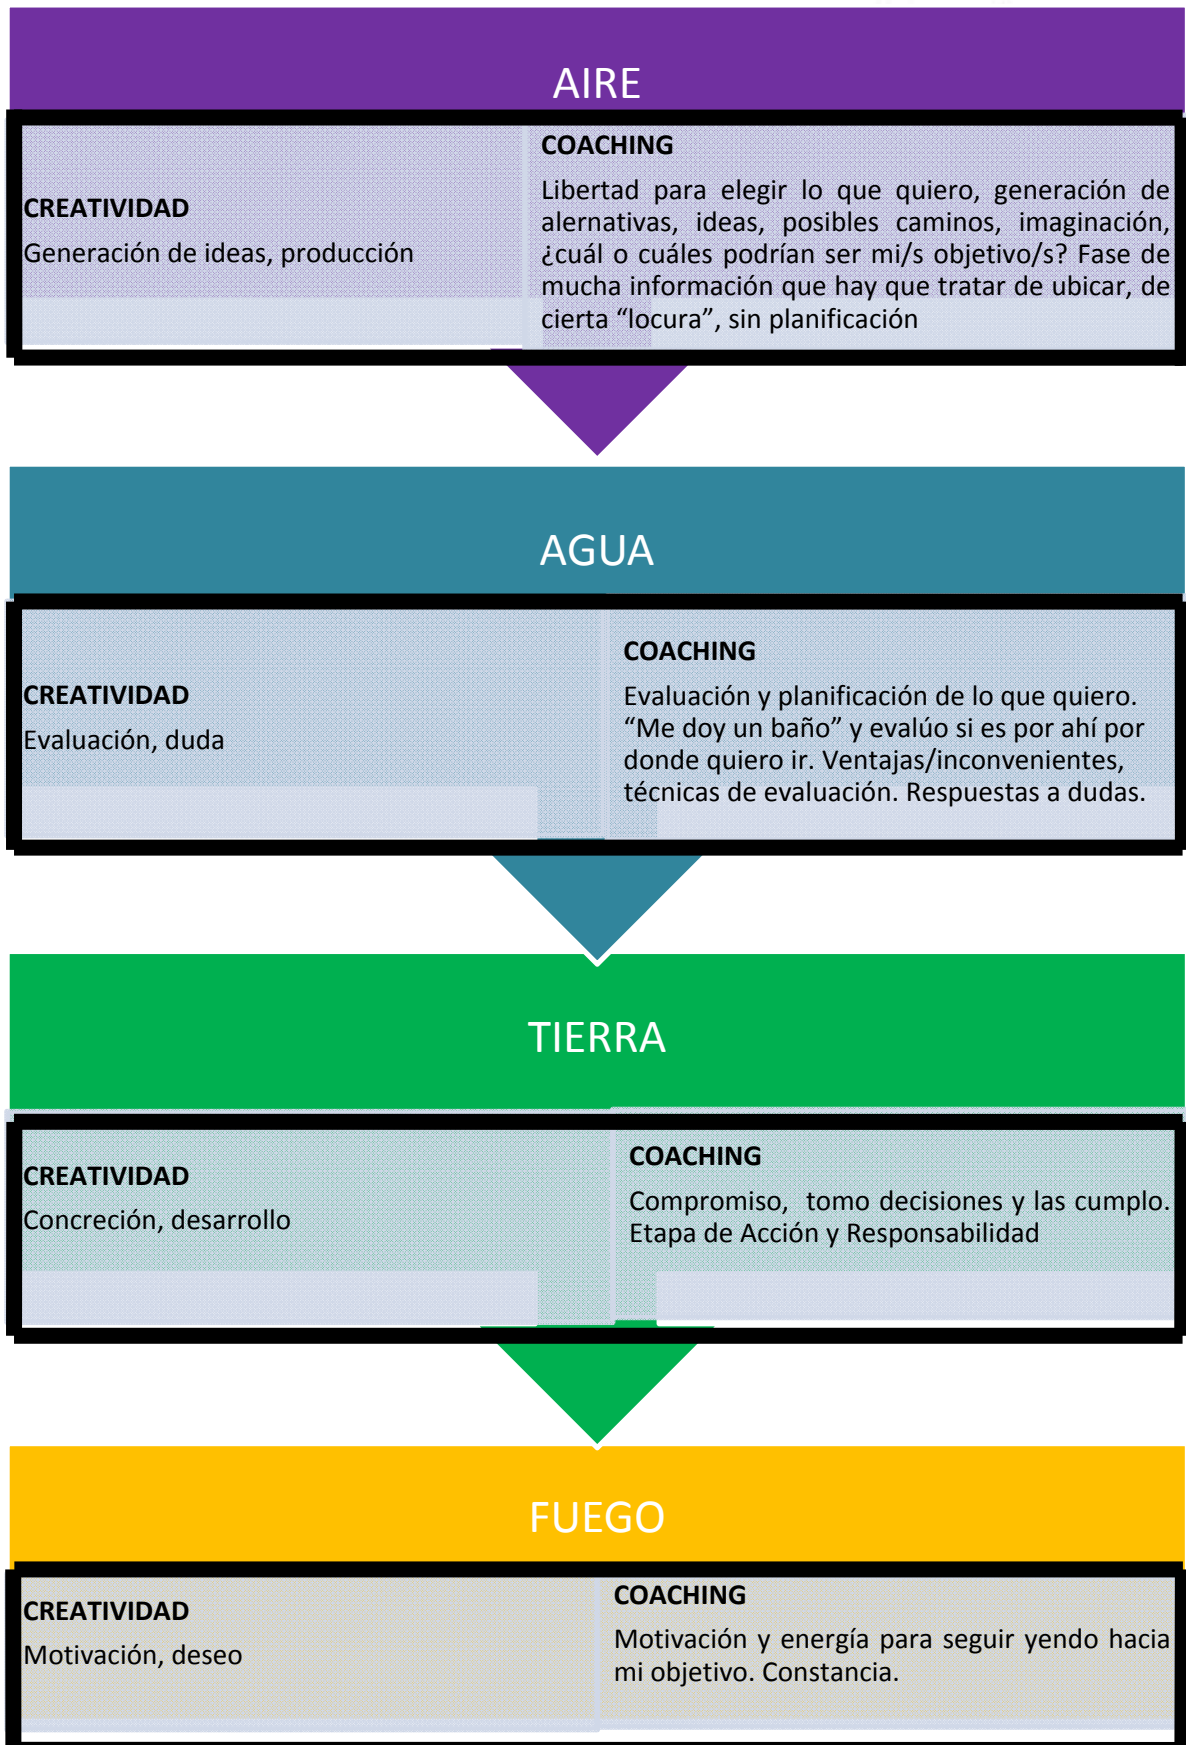 AIRE
CREATIVIDAD
Generación de ideas, producción
COACHING
Libertad para elegir lo que quiero, generación de
alernativas, ideas, posibles caminos, imaginación,
¿cuál o cuáles podrían ser mi/s objetivo/s? Fase de
mucha información que hay que tratar de ubicar, de
cierta “locura”, sin planificación
AGUA
CREATIVIDAD
Evaluación, duda
COACHING
Evaluación y planificación de lo que quiero.
“Me doy un baño” y evalúo si es por ahí por
donde quiero ir. Ventajas/inconvenientes,
técnicas de evaluación. Respuestas a dudas.
TIERRA
CREATIVIDAD
Concreción, desarrollo
COACHING
Compromiso, tomo decisiones y las cumplo.
Etapa de Acción y Responsabilidad
FUEGO
CREATIVIDAD
Motivación, deseo
COACHING
Motivación y energía para seguir yendo hacia
mi objetivo. Constancia.